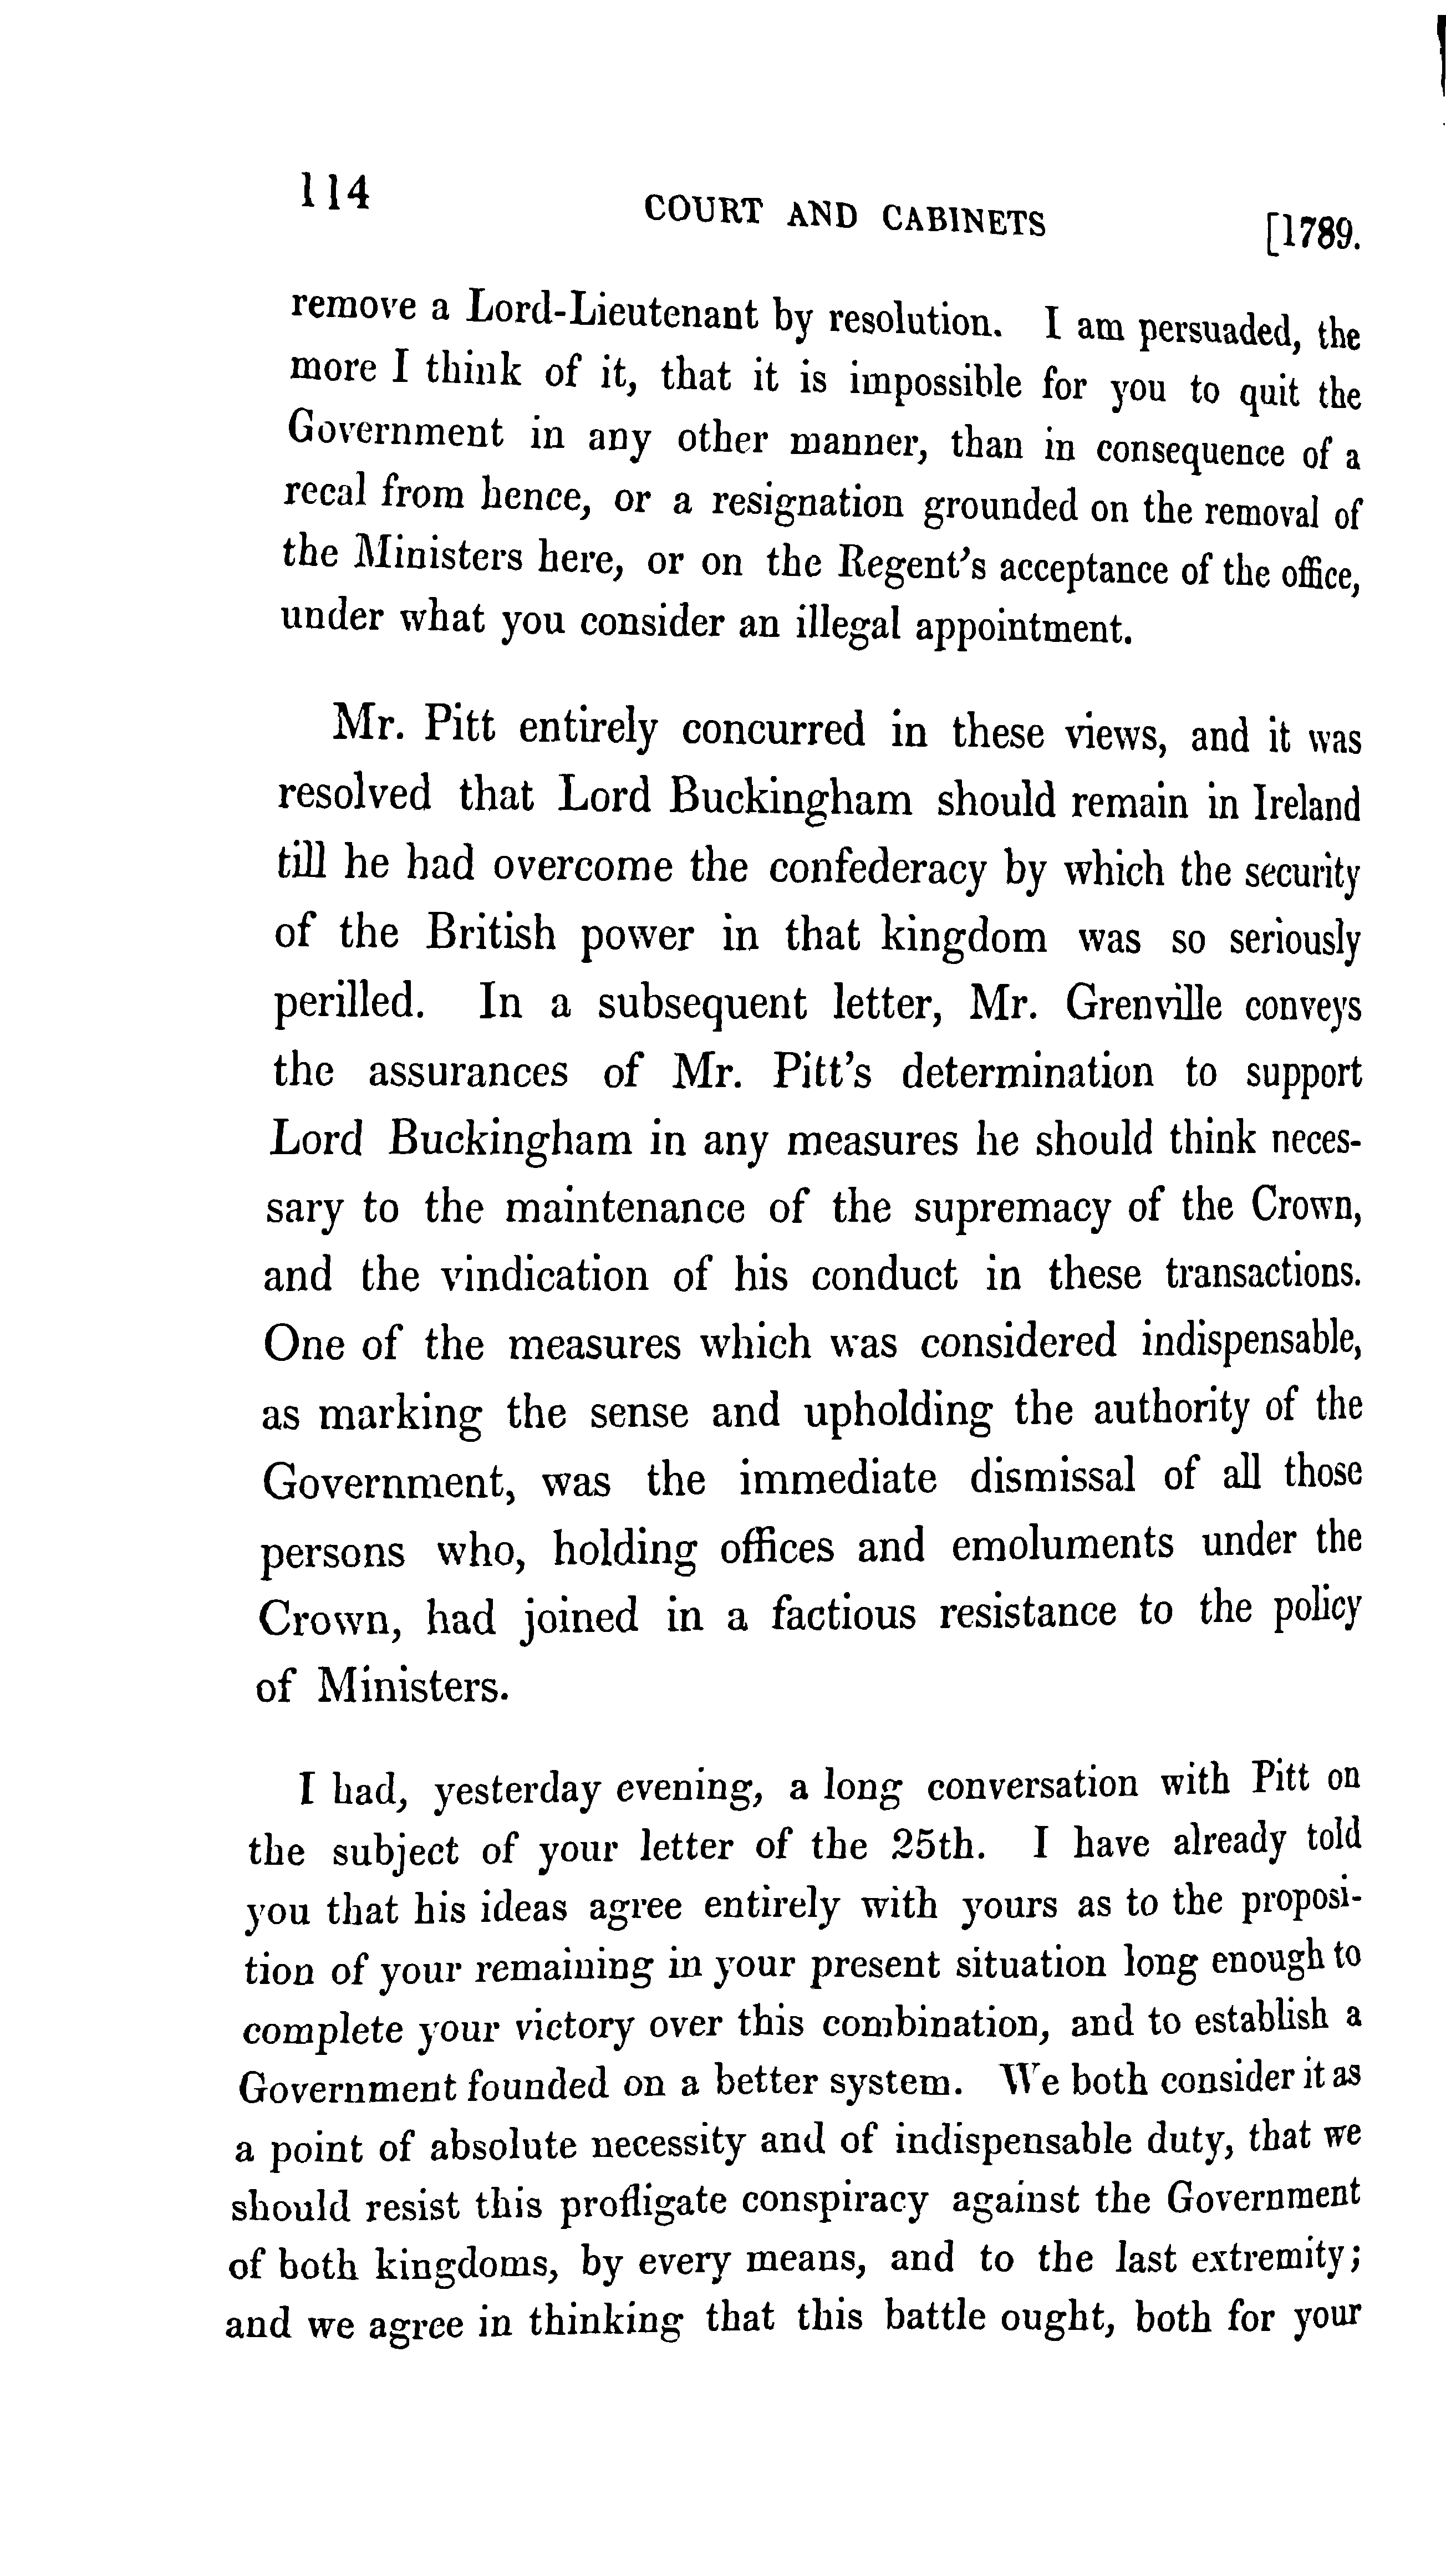 114 COURT AND CABINETS [1789.
remove a Lord-Lieutenant by resolution. I am persuaded, the
more I think of it, that it is impossible for you to quit the
Government in any other manner, than in consequence of a
recal from hence, or a resignation grounded on the removal of
the Ministers here, or on the Regent's acceptance of the office,
under what you consider an illegal appointment.
Mr. Pitt entirely concurred in these views, and it was
resolved that Lord Buckingham should remain in Ireland
till he had overcome the confederacy by which the security
of the British power in that kingdom was so seriously
perilled. In a subsequent letter, Mr. Grenville conveys
the assurances of Mr. Pitt's determination to support
Lord Buckingham in any measures he should think neces-
sary to the maintenance of the supremacy of the Crown,
and the vindication of his conduct in these transactions.
One of the measures which was considered indispensable,
as marking the sense and upholding the authority of the
Government, was the immediate dismissal of all those
persons who, holding offices and emoluments under the
Crown, had joined in a factious resistance to the policy
of Ministers.
I had, yesterday evening, a long conversation with Pitt on
the subject of your letter of the 25th. I have already told
you that his ideas agree entirely with yours as to the proposi-
tion of your remaining in your present situation long enough to
complete your victory over this combination, and to establish a
Government founded on a better system. We both consider it as
a point of absolute necessity and of indispensable duty, that we
should resist this profligate conspiracy against the Government
of both kingdoms, by every means, and to the last extremity;
and we agree in thinking that this battle ought, both for your